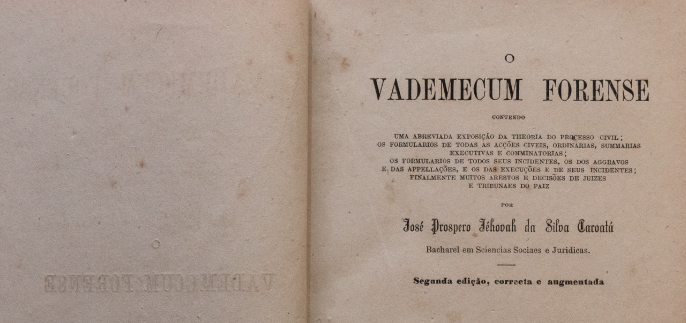 O
VADEMECUM FORENSE
CONTENDO
UMA ABREVIADA EXPOSIÇÃO DA THEORIA DO PROCESSO CIVIL;
OS FORMULARIOS DE TODAS AS ACÇÕES CIVEIS, ORDINARIAS, SUMMARIAS
EXECUTIVAS E COMMINATORIAS;
OS FORMULARIOS DE TODOS SEUS INCIDENTES, OS DOS AGGRAVOS
E DAS APPELLAÇÕES, E OS DAS EXECUÇÕES E DE SEUS INCIDENTES;
FINALMENTE MUITOS ARESTOS E DECISÕES DE JUIZES
E TRIBUNAES DO PAIZ
POR
José Prospero Jéhovah da Silva Caroatá
Bacharel em Sciencias Sociaes e Juridicas.
Segunda edição, correcta e augmentada
VADEMECUM FORENSE